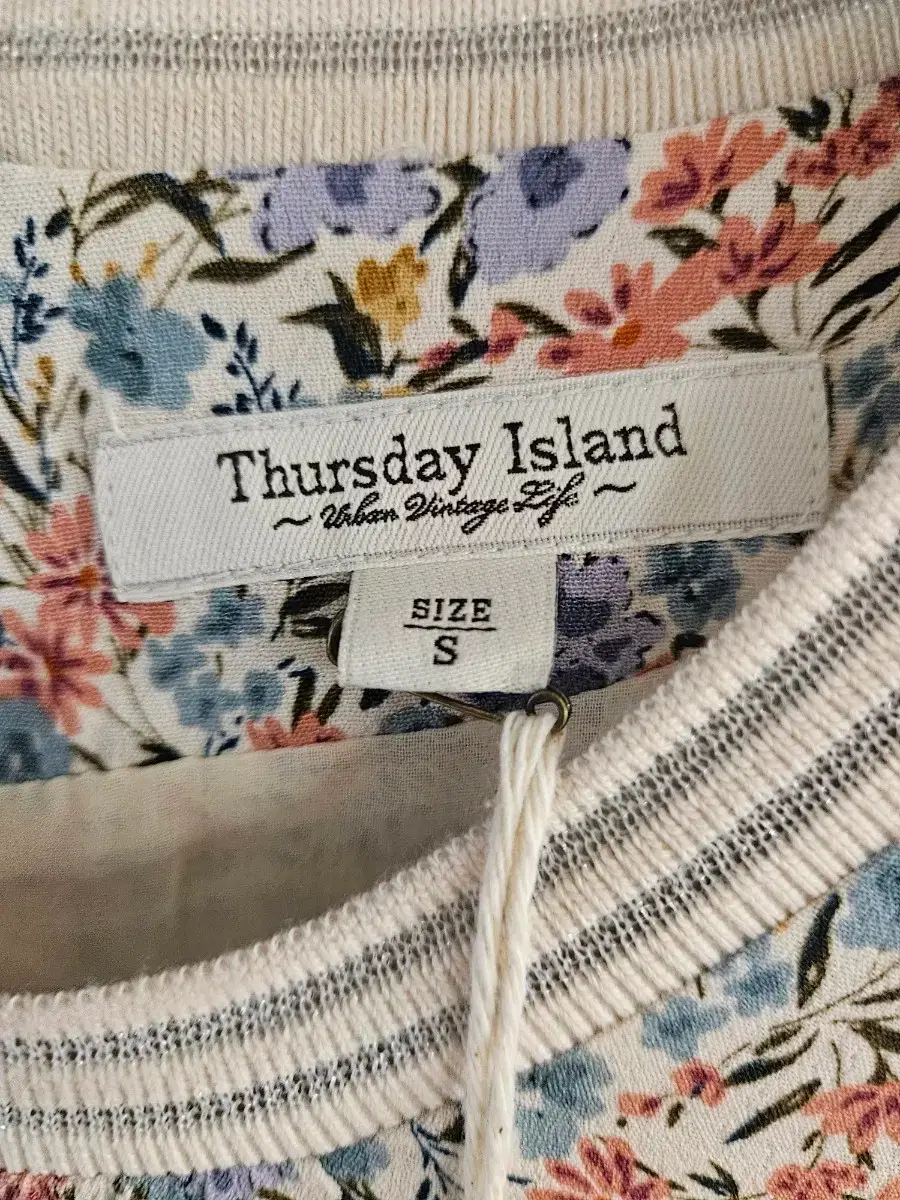 Thursday Island
~ Urban Vintage Life ~
SIZE
S